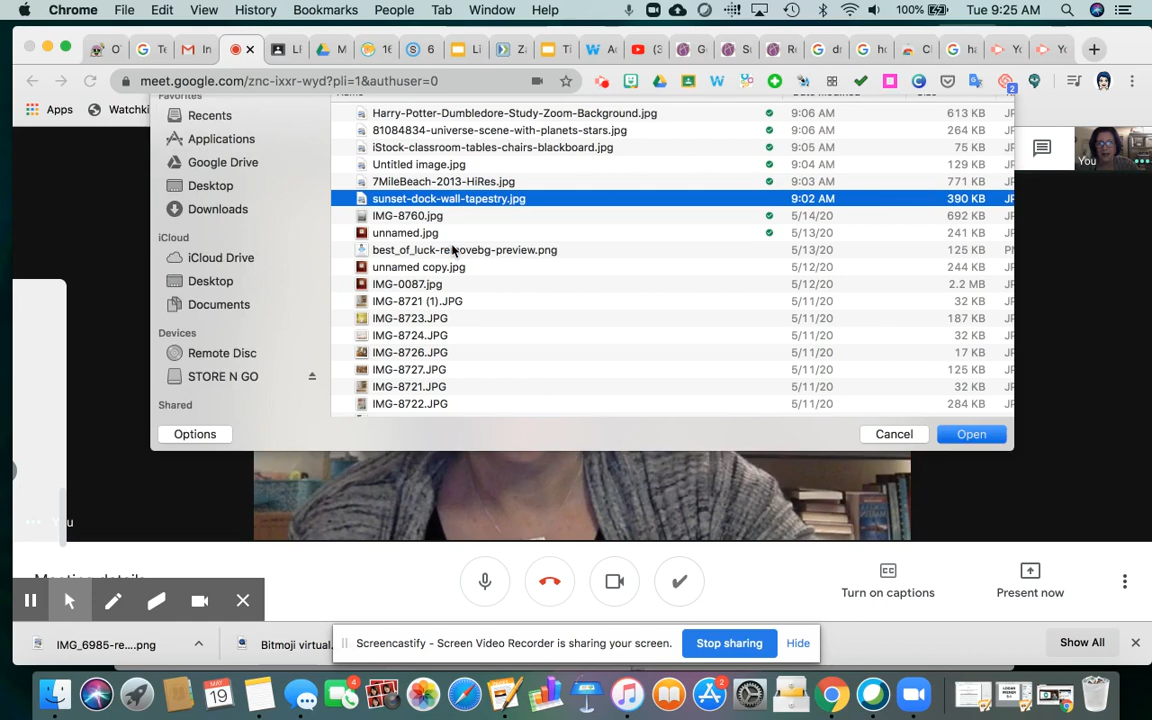 Chrome File Edit View History Bookmarks People Tab Window Help 100% Tue 9:25 AM
meet.google.com/znc-ixxr-wyd?pli=1&authuser=0
2
Apps Watchki
Favorites
Recents
Applications
Google Drive
Desktop
Downloads
iCloud
iCloud Drive
Desktop
Documents
Devices
Remote Disc
STORE N GO
Shared
Harry-Potter-Dumbledore-Study-Zoom-Background.jpg 9:06 AM 613 KB
81084834-universe-scene-with-planets-stars.jpg 9:06 AM 264 KB
iStock-classroom-tables-chairs-blackboard.jpg 9:05 AM 75 KB
Untitled image.jpg 9:04 AM 129 KB
7MileBeach-2013-HiRes.jpg 9:03 AM 771 KB
sunset-dock-wall-tapestry.jpg 9:02 AM 390 KB
IMG-8760.jpg 5/14/20 692 KB
unnamed.jpg 5/13/20 241 KB
best_of_luck-removebg-preview.png 5/13/20 125 KB
unnamed copy.jpg 5/12/20 244 KB
IMG-0087.jpg 5/12/20 2.2 MB
IMG-8721 (1).JPG 5/11/20 32 KB
IMG-8723.JPG 5/11/20 187 KB
IMG-8724.JPG 5/11/20 32 KB
IMG-8726.JPG 5/11/20 17 KB
IMG-8727.JPG 5/11/20 125 KB
IMG-8721.JPG 5/11/20 32 KB
IMG-8722.JPG 5/11/20 284 KB
Options Cancel Open
You
You
Turn on captions Present now
IMG_6985-re....png Bitmoji virtual.
Screencastify - Screen Video Recorder is sharing your screen. Stop sharing Hide
Show All
MAY
19
4
2